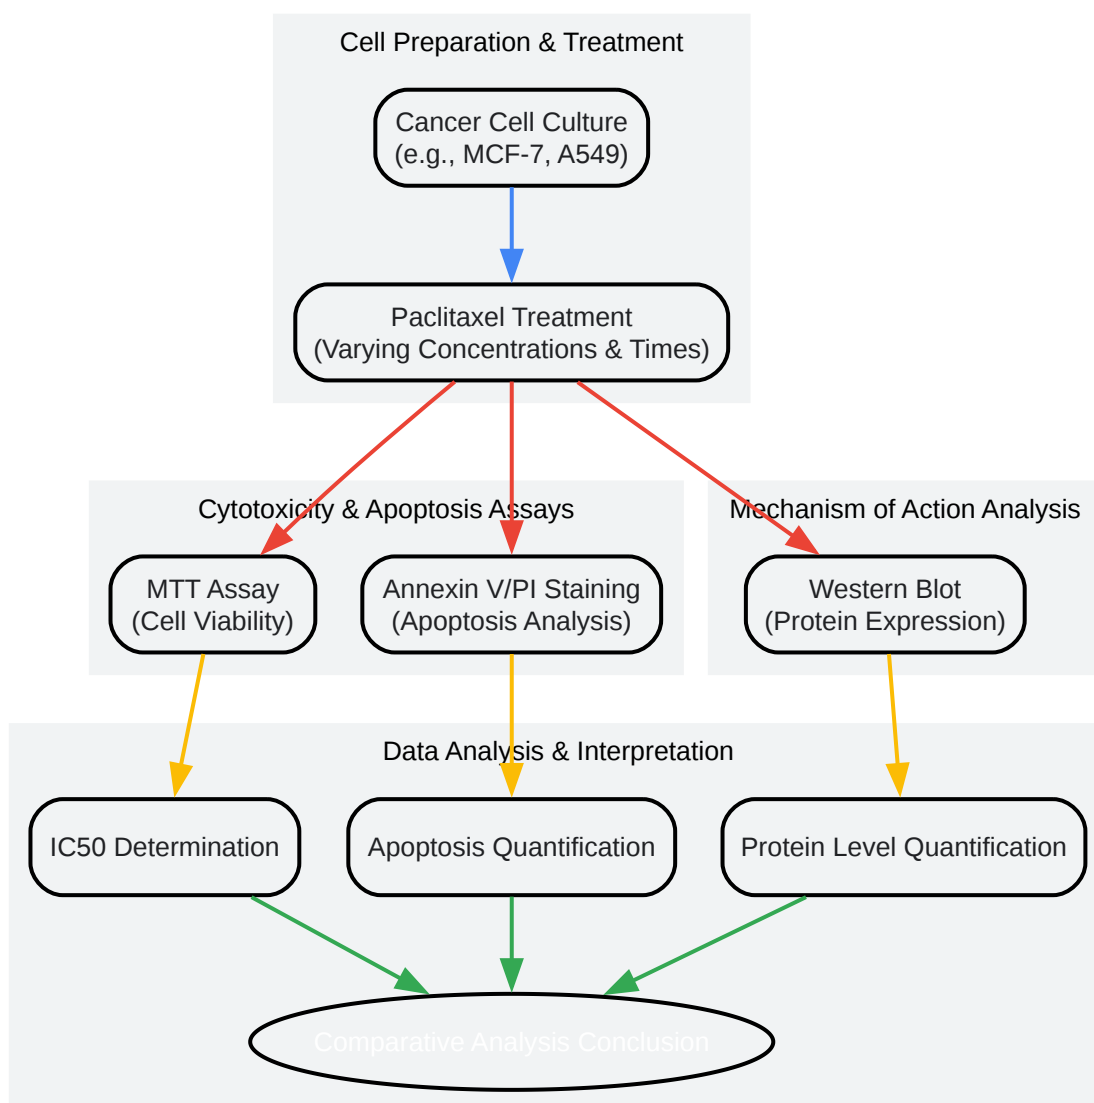 Cell Preparation & Treatment
Cancer Cell Culture
(e.g., MCF-7, A549)
Paclitaxel Treatment
(Varying Concentrations & Times)
Cytotoxicity & Apoptosis Assays
Mechanism of Action Analysis
MTT Assay
(Cell Viability)
Annexin V/PI Staining
(Apoptosis Analysis)
Western Blot
(Protein Expression)
Data Analysis & Interpretation
IC50 Determination
Apoptosis Quantification
Protein Level Quantification
Comparative Analysis Conclusion